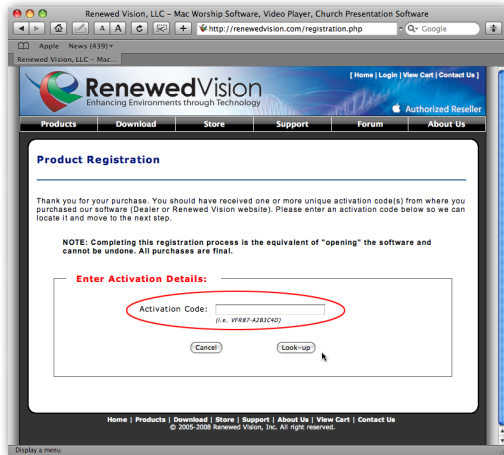 Renewed Vision, LLC – Mac Worship Software, Video Player, Church Presentation Software
A A
http://renewedvision.com/registration.php
Google
Apple News (439)
Renewed Vision, LLC – Mac...
[ Home | Login | View Cart | Contact Us ]
RenewedVision
Enhancing Environments through Technology
Authorized Reseller
Products Download Store Support Forum About Us
Product Registration
Thank you for your purchase. You should have received one or more unique activation code(s) from where you
purchased our software (Dealer or Renewed Vision website). Please enter an activation code below so we can
locate it and move to the next step.
NOTE: Completing this registration process is the equivalent of "opening" the software and
cannot be undone. All purchases are final.
Enter Activation Details:
Activation Code:
(i.e. VFRB7-A2B3C4D)
Cancel Look-up
Home | Products | Download | Store | Support | About Us | View Cart | Contact Us
© 2005-2008 Renewed Vision, Inc. All right reserved.
Display a menu